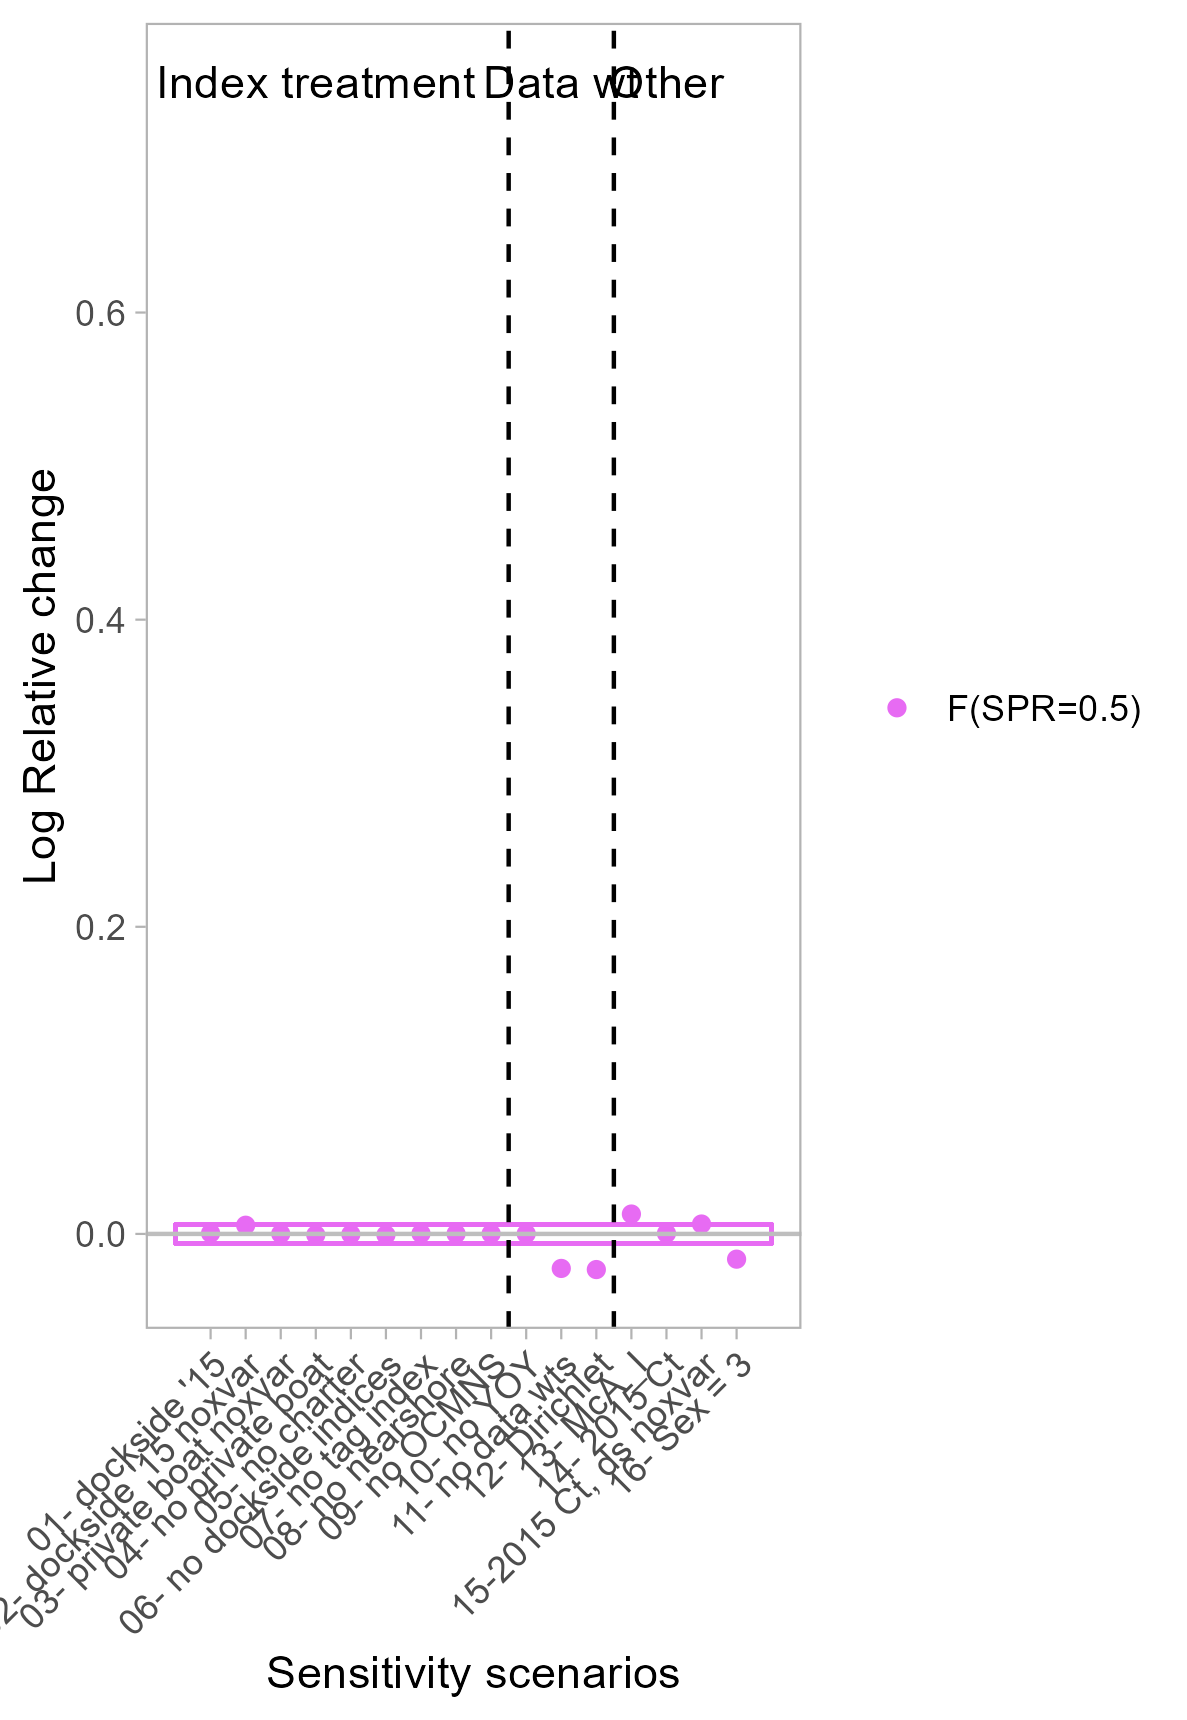 Index treatment
Data wt
Other
0.6
0.4
0.2
0.0
Log Relative change
F(SPR=0.5)
01- dockside '15
2- dockside '15 noxvar
03- private boat noxvar
04- no private boat
05- no charter
06- no dockside indices
07- no tag index
08- no nearshore
09- no OCMNS
10- no YOY
11- no data wts
12- Dirichlet
13- McA_I
14- 2015 Ct
15-2015 Ct, ds noxvar
16- Sex = 3
Sensitivity scenarios